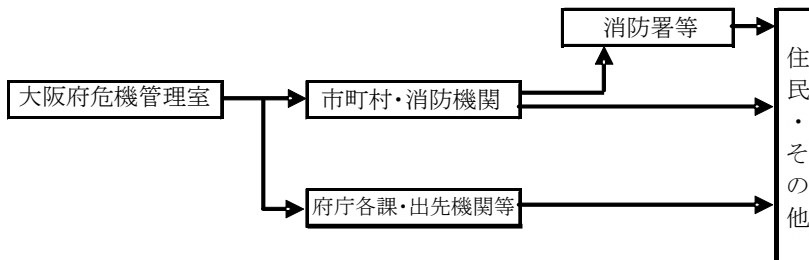 消防署等
大阪府危機管理室
市町村・消防機関
府庁各課・出先機関等
住民・その他